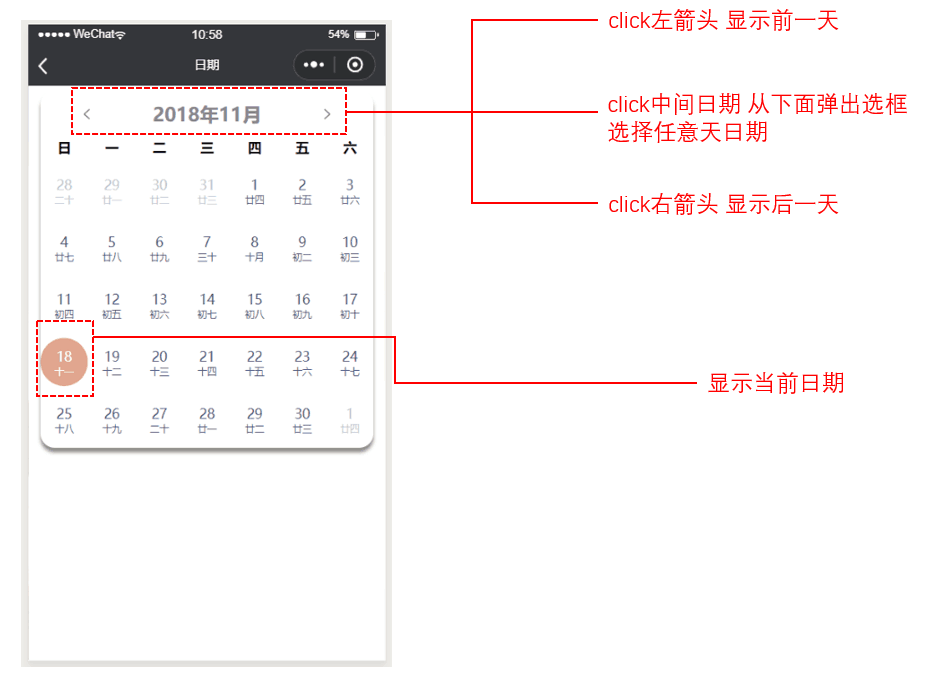 ●●●●● WeChat 10:58 54%
日期
2018年11月
日 一 二 三 四 五 六
28 29 30 31 1 2 3
二十 廿一 廿二 廿三 廿四 廿五 廿六
4 5 6 7 8 9 10
廿七 廿八 廿九 三十 十月 初二 初三
11 12 13 14 15 16 17
初四 初五 初六 初七 初八 初九 初十
18 19 20 21 22 23 24
十一 十二 十三 十四 十五 十六 十七
25 26 27 28 29 30 1
十八 十九 二十 廿一 廿二 廿三 廿四
click左箭头 显示前一天
click中间日期 从下面弹出选框
选择任意天日期
click右箭头 显示后一天
显示当前日期